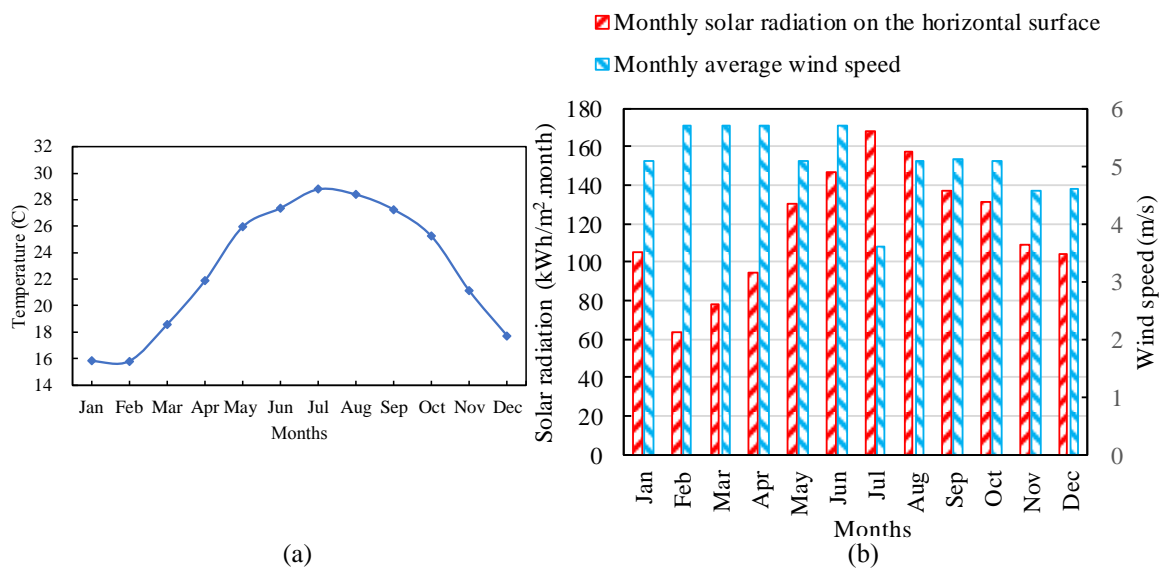 Monthly solar radiation on the horizontal surface
Monthly average wind speed
Temperature (C)
32
30
28
26
24
22
20
18
16
14
Jan Feb Mar Apr May Jun Jul Aug Sep Oct Nov Dec
Months
(a)
Solar radiation (kWh/m².month)
180
160
140
120
100
80
60
40
20
0
6
5
4
3
2
1
0
Wind speed (m/s)
Jan Feb Mar Apr May Jun Jul Aug Sep Oct Nov Dec
Months
(b)